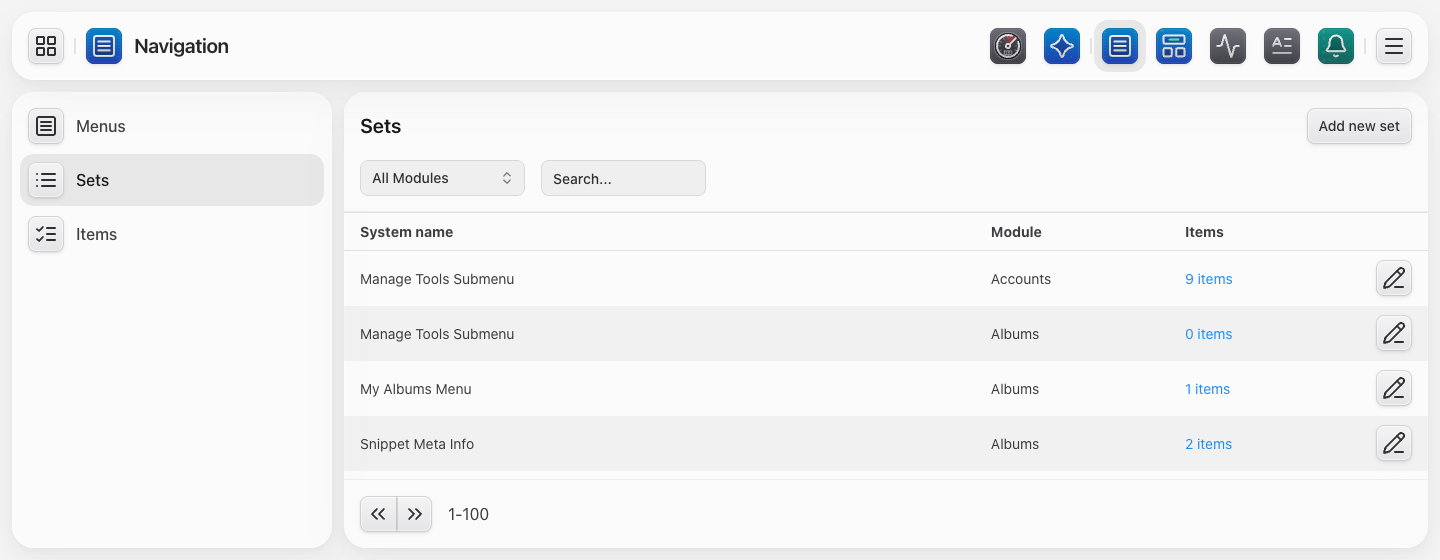 Navigation
Menus
Sets
Items
Sets
Add new set
All Modules
Search...
System name Module Items
Manage Tools Submenu Accounts 9 items
Manage Tools Submenu Albums 0 items
My Albums Menu Albums 1 items
Snippet Meta Info Albums 2 items
1-100